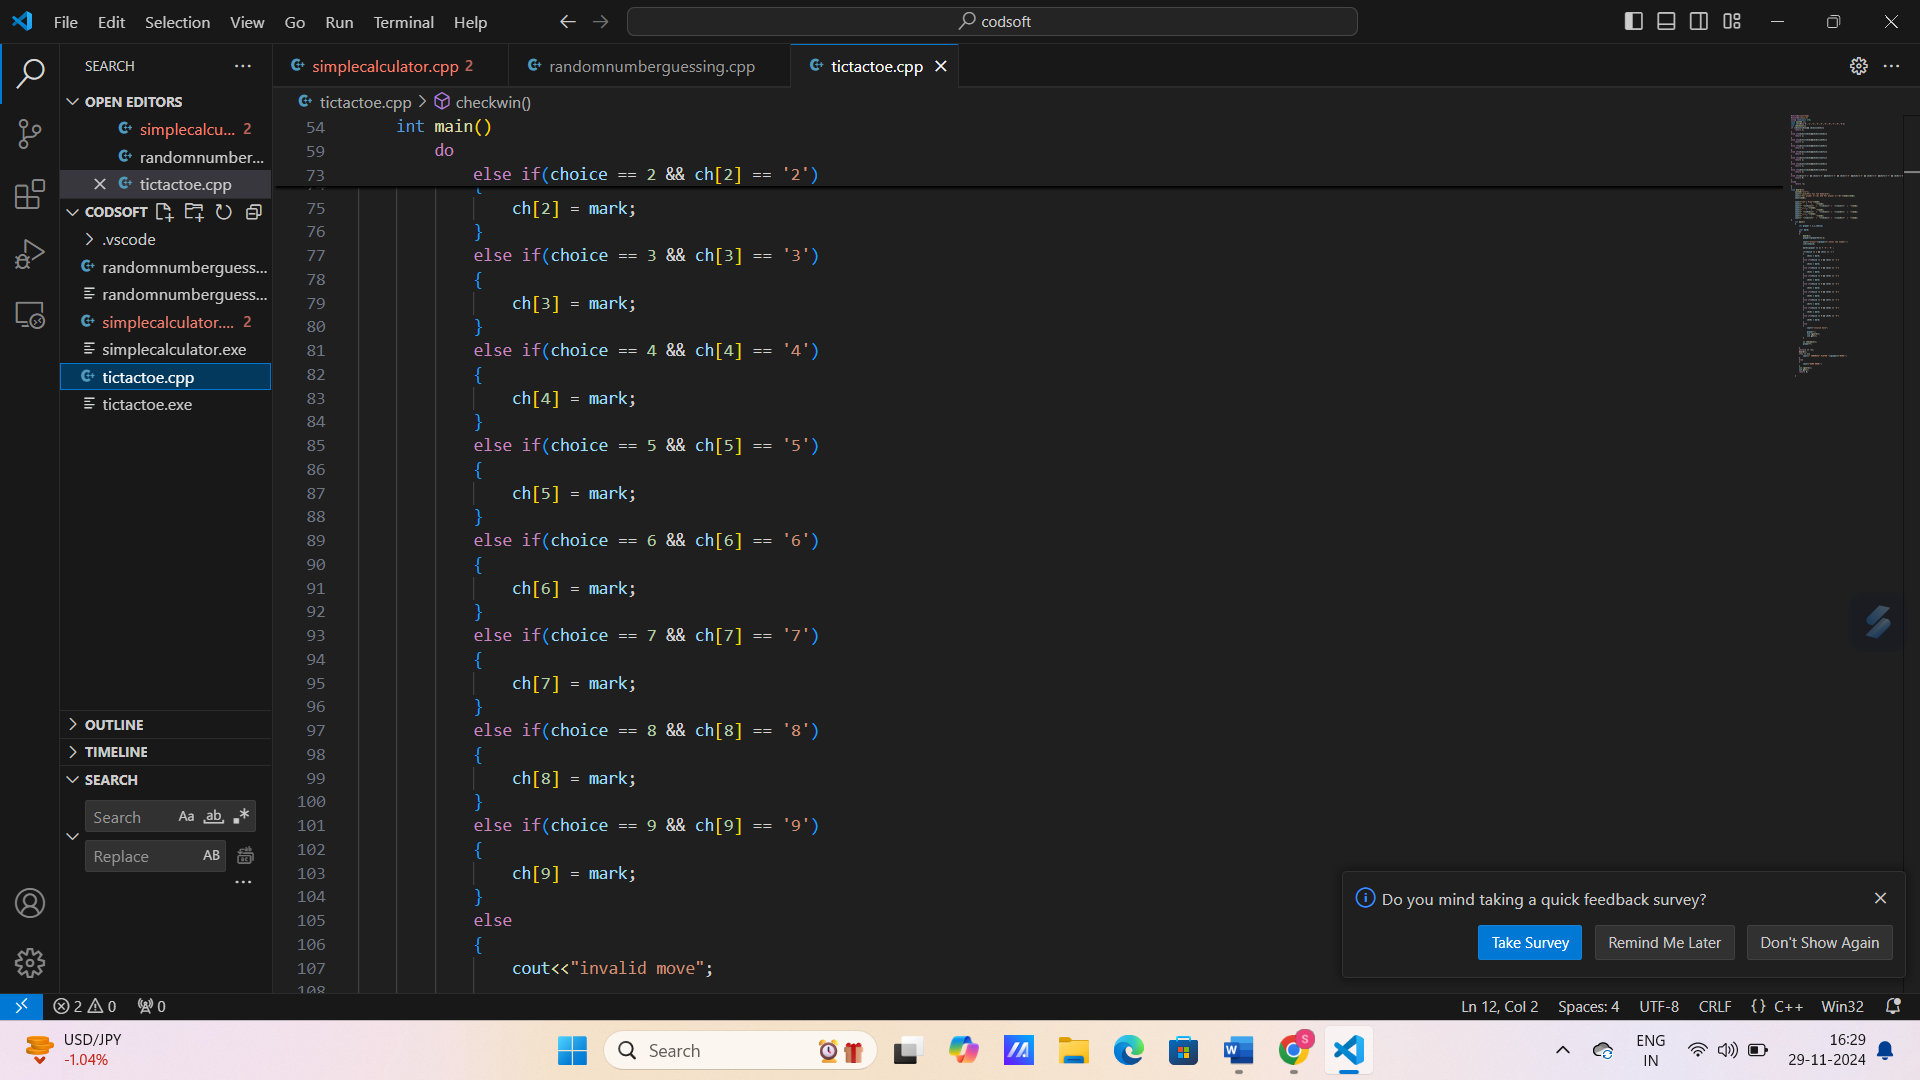 File Edit Selection View Go Run Terminal Help
codsoft
SEARCH
simplecalculator.cpp 2
randomnumberguessing.cpp
tictactoe.cpp
OPEN EDITORS
simplecalcu... 2
randomnumber...
tictactoe.cpp
CODSOFT
.vscode
randomnumberguess...
randomnumberguess...
simplecalculator.... 2
simplecalculator.exe
tictactoe.cpp
tictactoe.exe
OUTLINE
TIMELINE
SEARCH
Search Aa ab
Replace AB
tictactoe.cpp > checkwin()
54 int main()
59 do
73 else if(choice == 2 && ch[2] == '2')
{
75 ch[2] = mark;
76 }
77 else if(choice == 3 && ch[3] == '3')
78 {
79 ch[3] = mark;
80 }
81 else if(choice == 4 && ch[4] == '4')
82 {
83 ch[4] = mark;
84 }
85 else if(choice == 5 && ch[5] == '5')
86 {
87 ch[5] = mark;
88 }
89 else if(choice == 6 && ch[6] == '6')
90 {
91 ch[6] = mark;
92 }
93 else if(choice == 7 && ch[7] == '7')
94 {
95 ch[7] = mark;
96 }
97 else if(choice == 8 && ch[8] == '8')
98 {
99 ch[8] = mark;
100 }
101 else if(choice == 9 && ch[9] == '9')
102 {
103 ch[9] = mark;
104 }
105 else
106 {
107 cout<<"invalid move";
108
Do you mind taking a quick feedback survey?
Take Survey Remind Me Later Don't Show Again
2 0 0
Ln 12, Col 2 Spaces: 4 UTF-8 CRLF {} C++ Win32
USD/JPY
-1.04%
Search
ENG
IN
16:29
29-11-2024